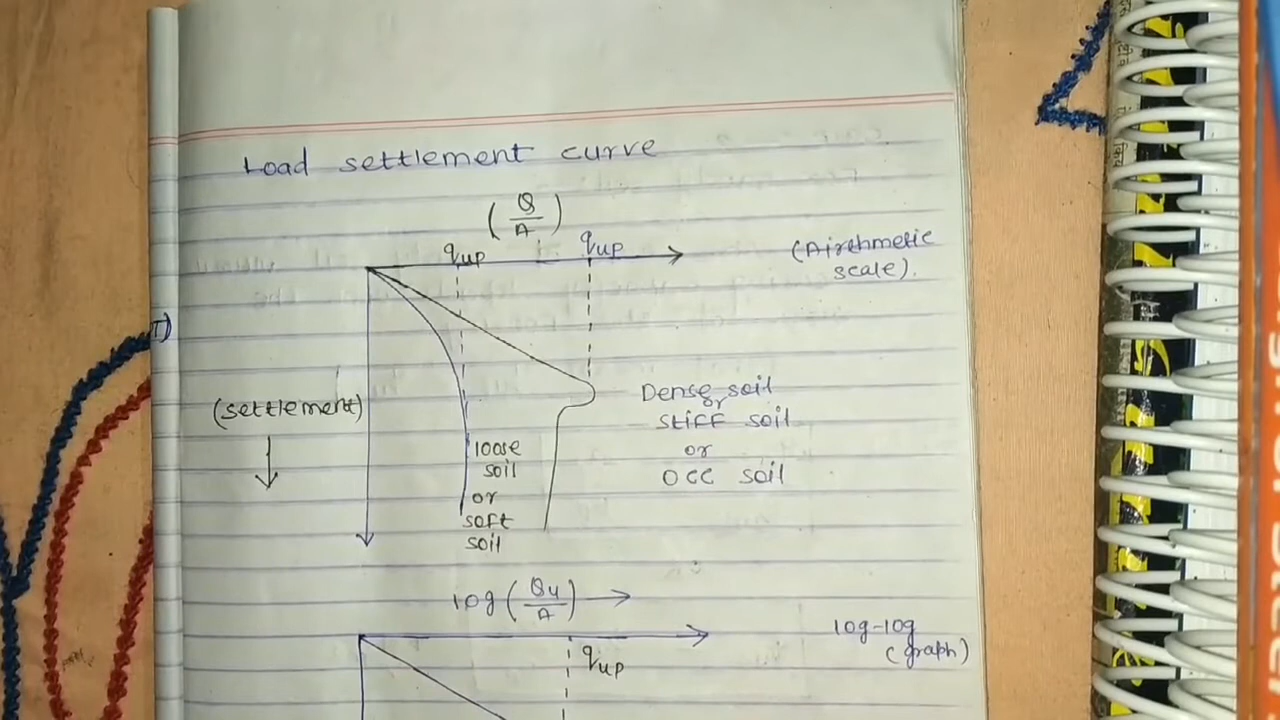 Load settlement curve
(Q/A)
qup qup
(Airethmetic
scale).
(settlement)
Dense soil
or
stiff soil
or
OCC soil
loose
soil
or
soft
soil
log (Qu/A)
log-log
(graph)
qup